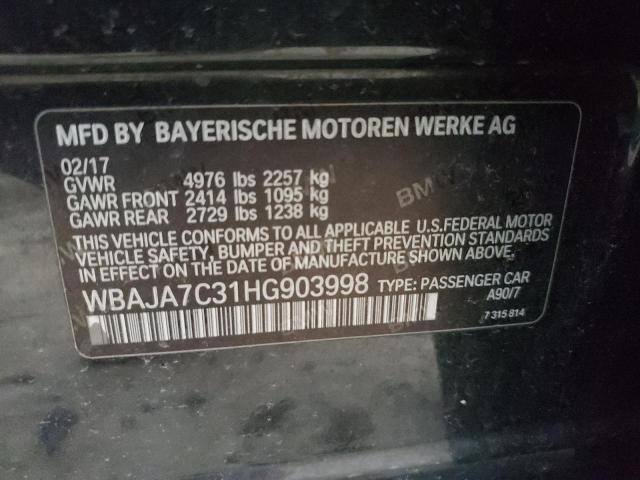 MFD BY BAYERISCHE MOTOREN WERKE AG
02/17
GVWR 4976 lbs 2257 kg
GAWR FRONT 2414 lbs 1095 kg
GAWR REAR 2729 lbs 1238 kg
THIS VEHICLE CONFORMS TO ALL APPLICABLE U.S.FEDERAL MOTOR
VEHICLE SAFETY, BUMPER AND THEFT PREVENTION STANDARDS
IN EFFECT ON THE DATE OF MANUFACTURE SHOWN ABOVE.
WBAJA7C31HG903998 TYPE: PASSENGER CAR
A90/7
7 315 814
BMW